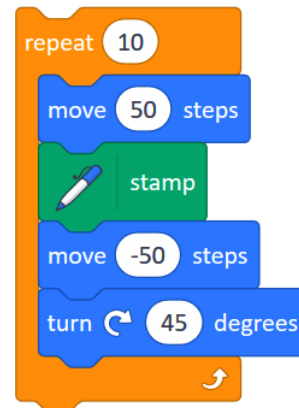 repeat 10
move 50 steps
stamp
move -50 steps
turn 45 degrees